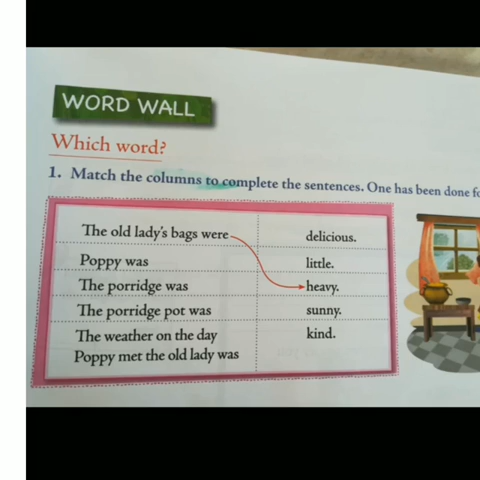 WORD WALL
Which word?
1. Match the columns to complete the sentences. One has been done
The old lady's bags were delicious.
Poppy was little.
The porridge was heavy.
The porridge pot was sunny.
The weather on the day kind.
Poppy met the old lady was